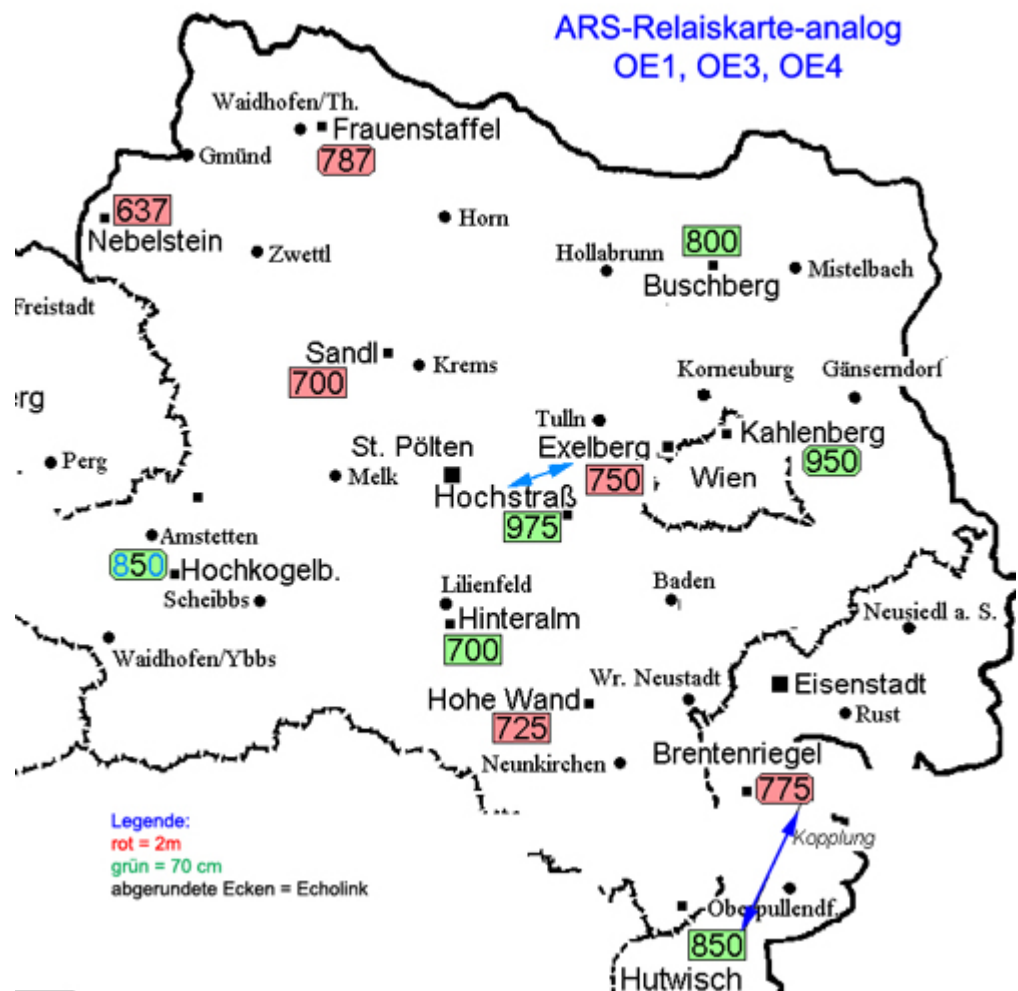 ARS-Relaiskarte-analog
OE1, OE3, OE4
Waidhofen/Th.
Frauenstaffel
787
Gmünd
637
Nebelstein
Horn
Zwettl
Hollabrunn
800
Buschberg
Mistelbach
Freistadt
Sandl
700
Krems
Korneuburg
Gänserndorf
erg
Tulln
St. Pölten
Exelberg
Kahlenberg
950
Perg
Melk
750
Wien
Hochstraß
975
Amstetten
850
Hochkogelb.
Scheibbs
Lilienfeld
Hinteralm
700
Baden
Neusiedl a. S.
Waidhofen/Ybbs
Wr. Neustadt
Eisenstadt
Hohe Wand
725
Rust
Neunkirchen
Brentenriegel
775
Kopplung
Legende:
rot = 2m
grün = 70 cm
abgerundete Ecken = Echolink
Oberpullendf.
850
Hutwisch